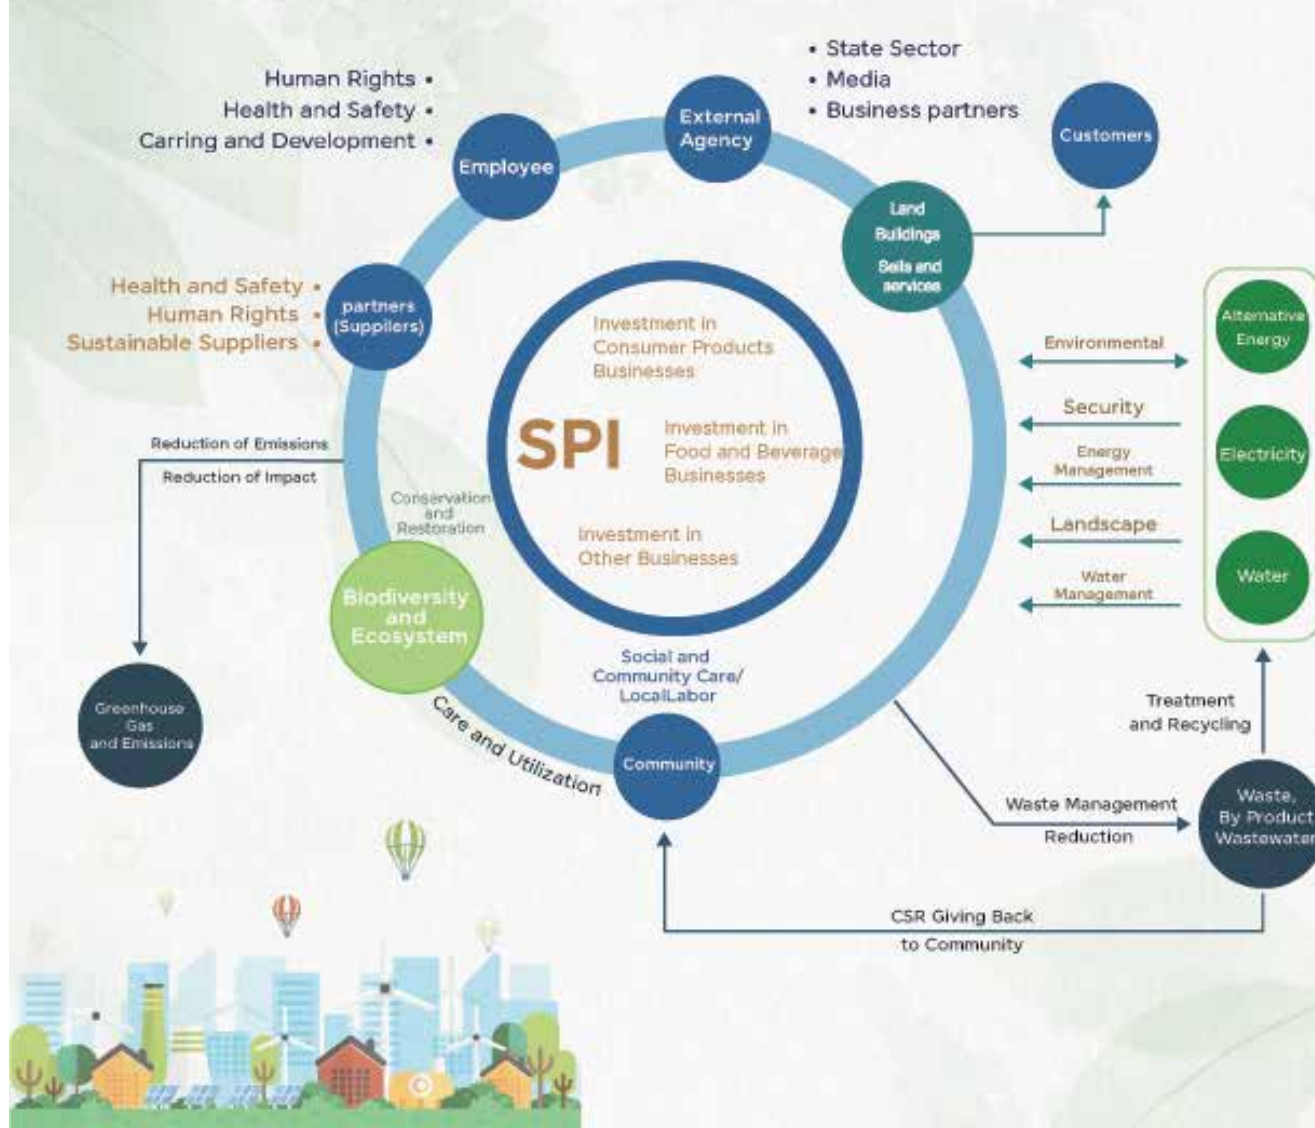 • State Sector
• Media
• Business partners
Human Rights •
Health and Safety •
Carring and Development •
External
Agency
Customers
Employee
Land
Buildings
Sells and
services
Health and Safety •
Human Rights •
Sustainable Suppliers •
partners
(Suppilers)
Investment in
Consumer Products
Businesses
SPI
Investment in
Food and Beverage
Businesses
Investment in
Other Businesses
Environmental
Security
Energy
Management
Landscape
Water
Management
Alternative
Energy
Electricity
Water
Reduction of Emissions
Reduction of Impact
Conservation
and
Restoration
Biodiversity
and
Ecosystem
Greenhouse
Gas
and Emissions
Care and Utilization
Social and
Community Care/
LocalLabor
Community
Treatment
and Recycling
Waste Management
Reduction
Waste,
By Product
Wastewater
CSR Giving Back
to Community